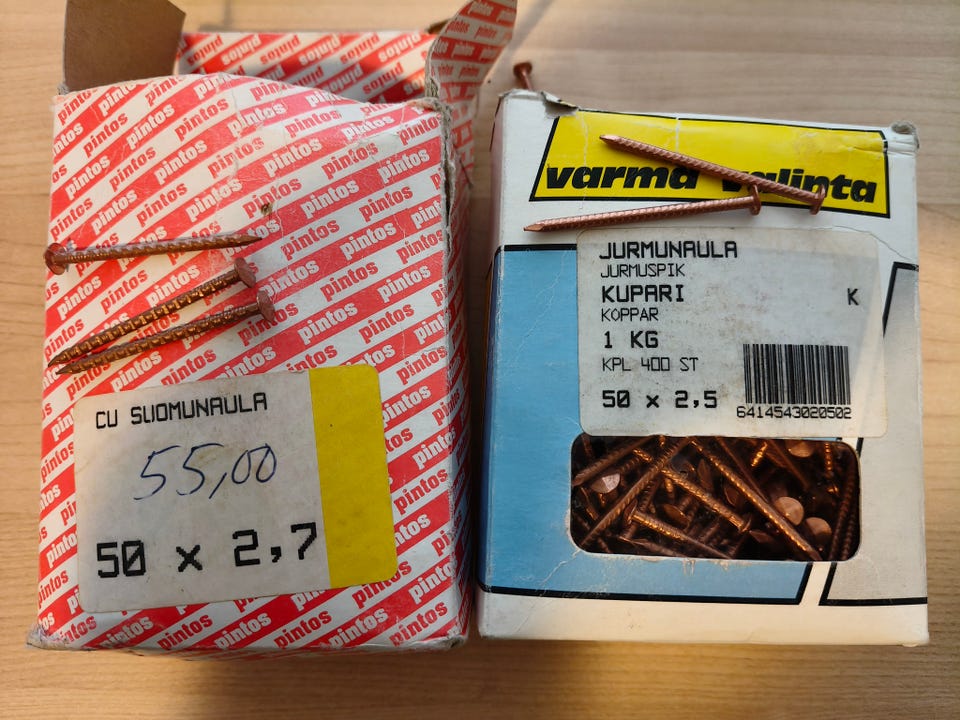 pintos
CU SUOMUNAULA
55,00
50 x 2,7
varma valinta
JURMUNAULA
JURMUSPIK
KUPARI K
KOPPAR
1 KG
KPL 400 ST
50 x 2,5
6414543020502